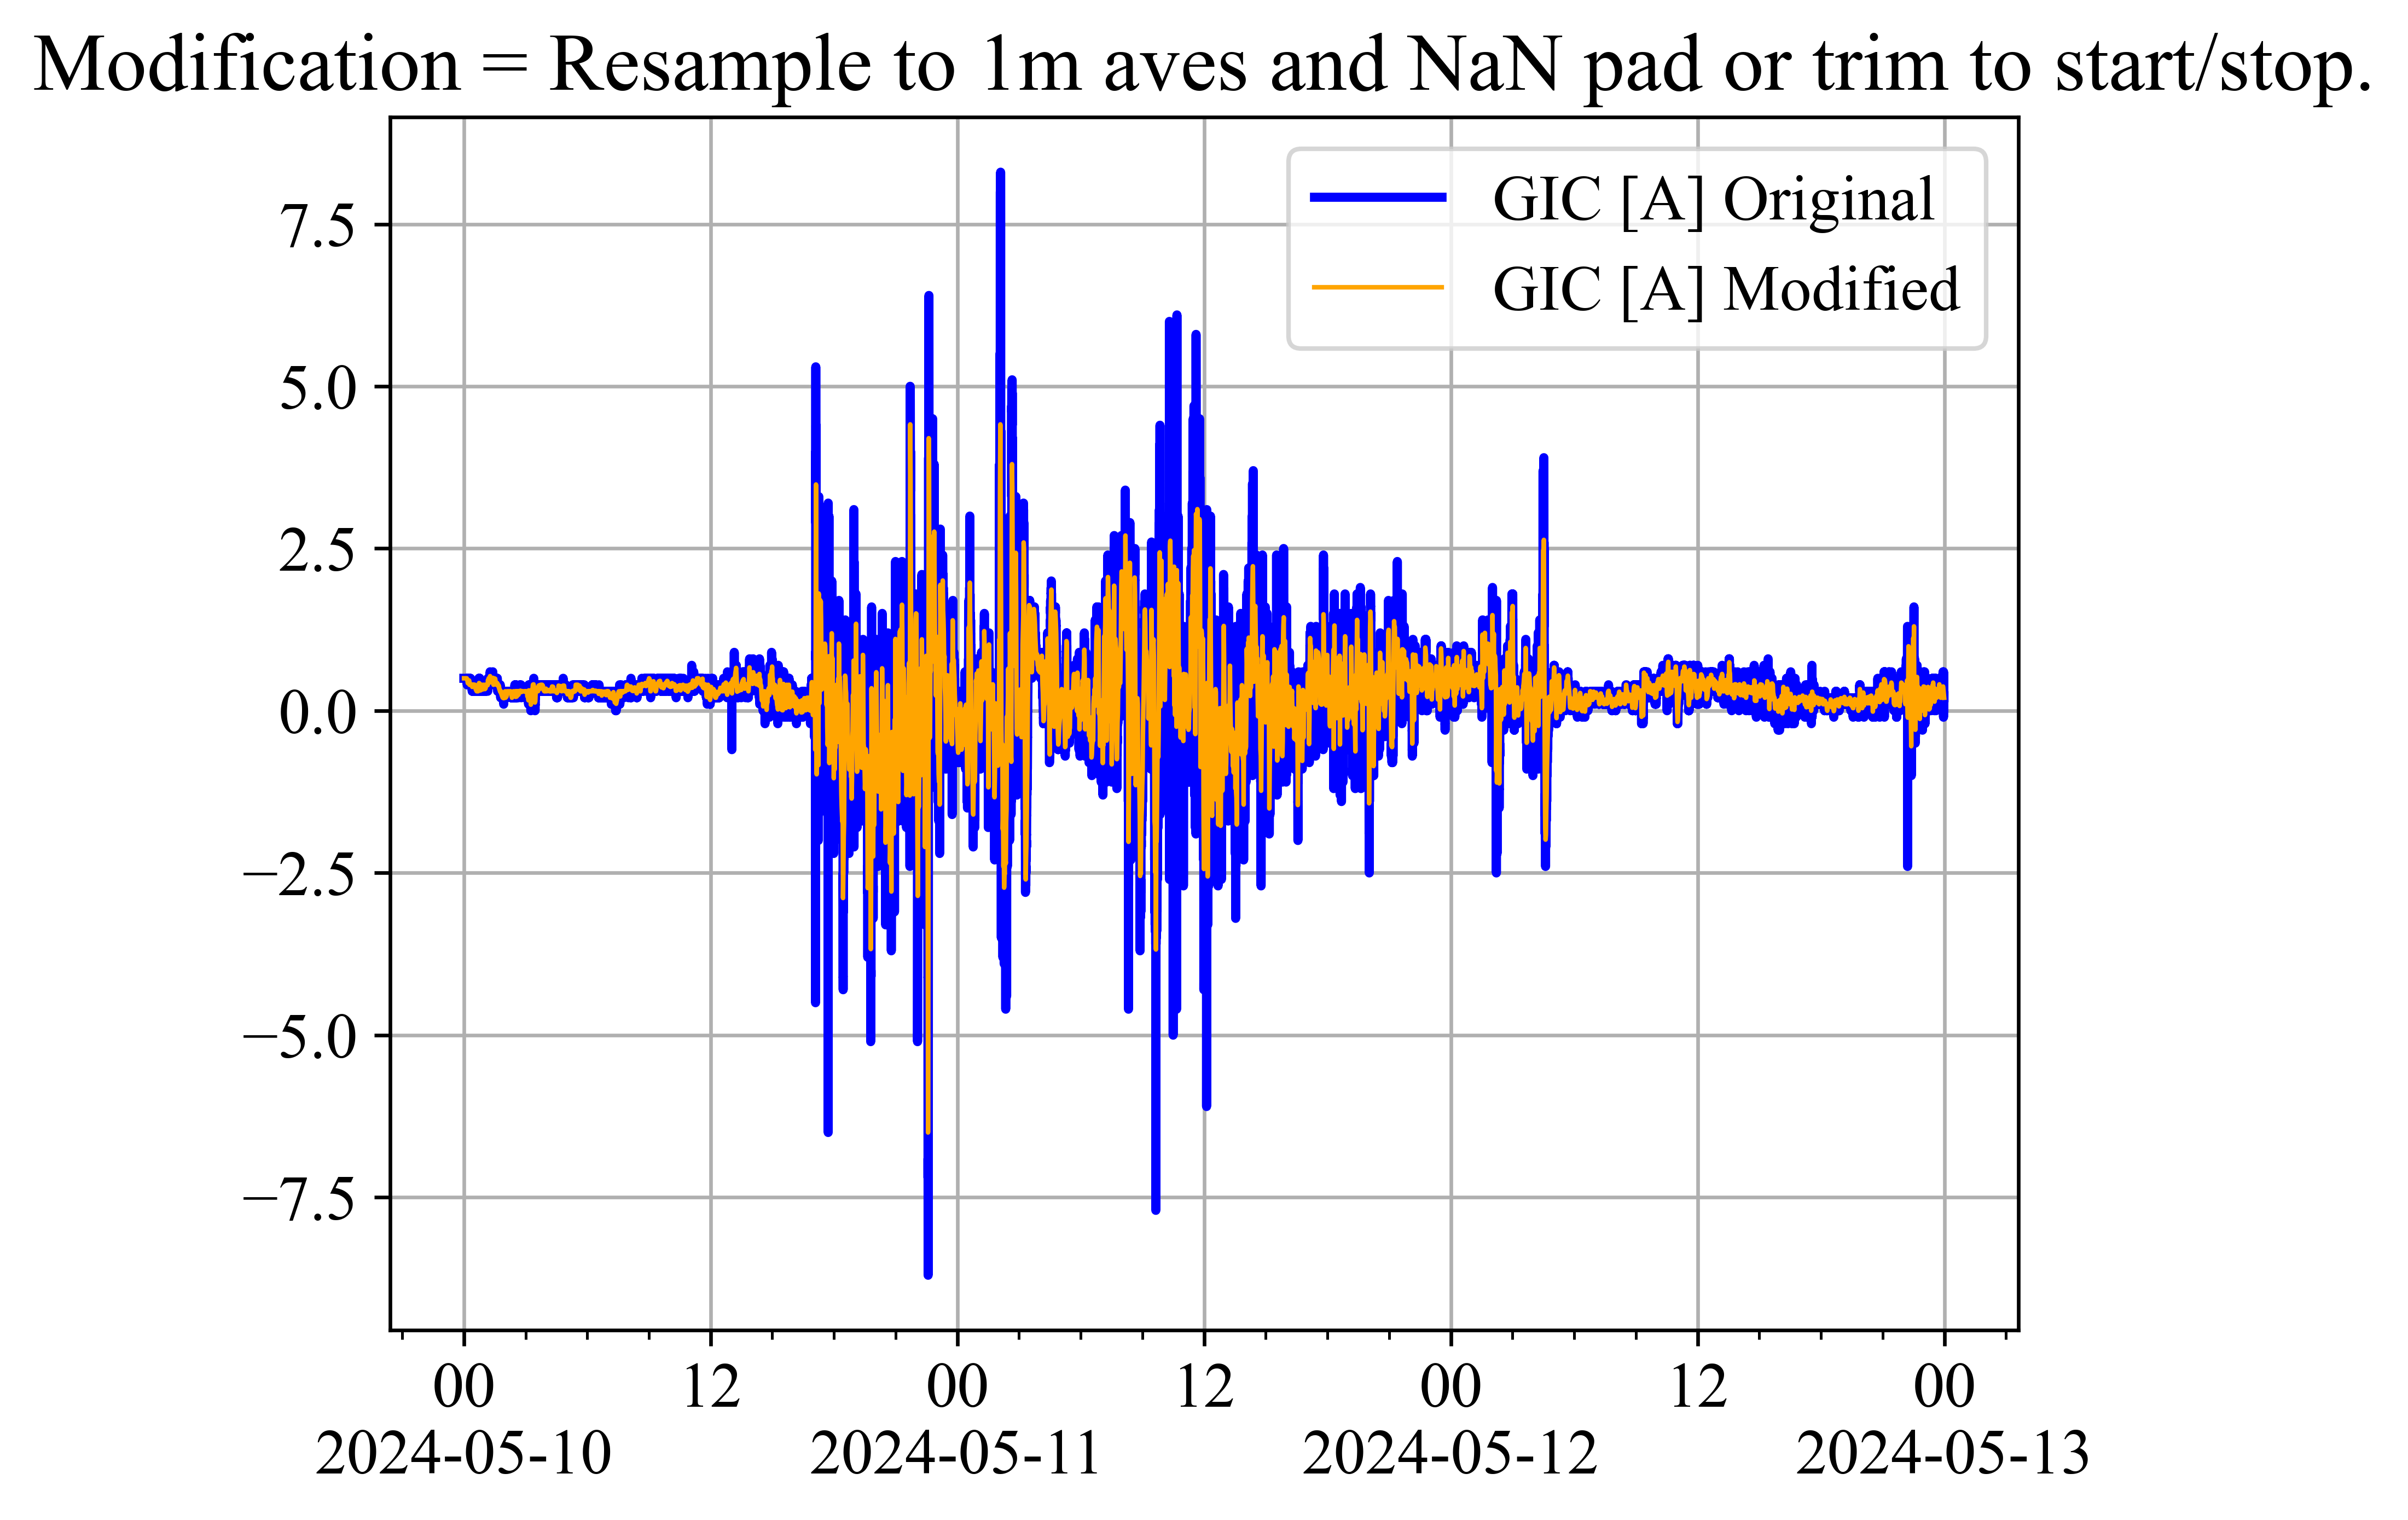 Modification = Resample to 1m aves and NaN pad or trim to start/stop.
GIC [A] Original
GIC [A] Modified
7.5
5.0
2.5
0.0
−2.5
−5.0
−7.5
00 12 00 12 00 12 00
2024-05-10 2024-05-11 2024-05-12 2024-05-13